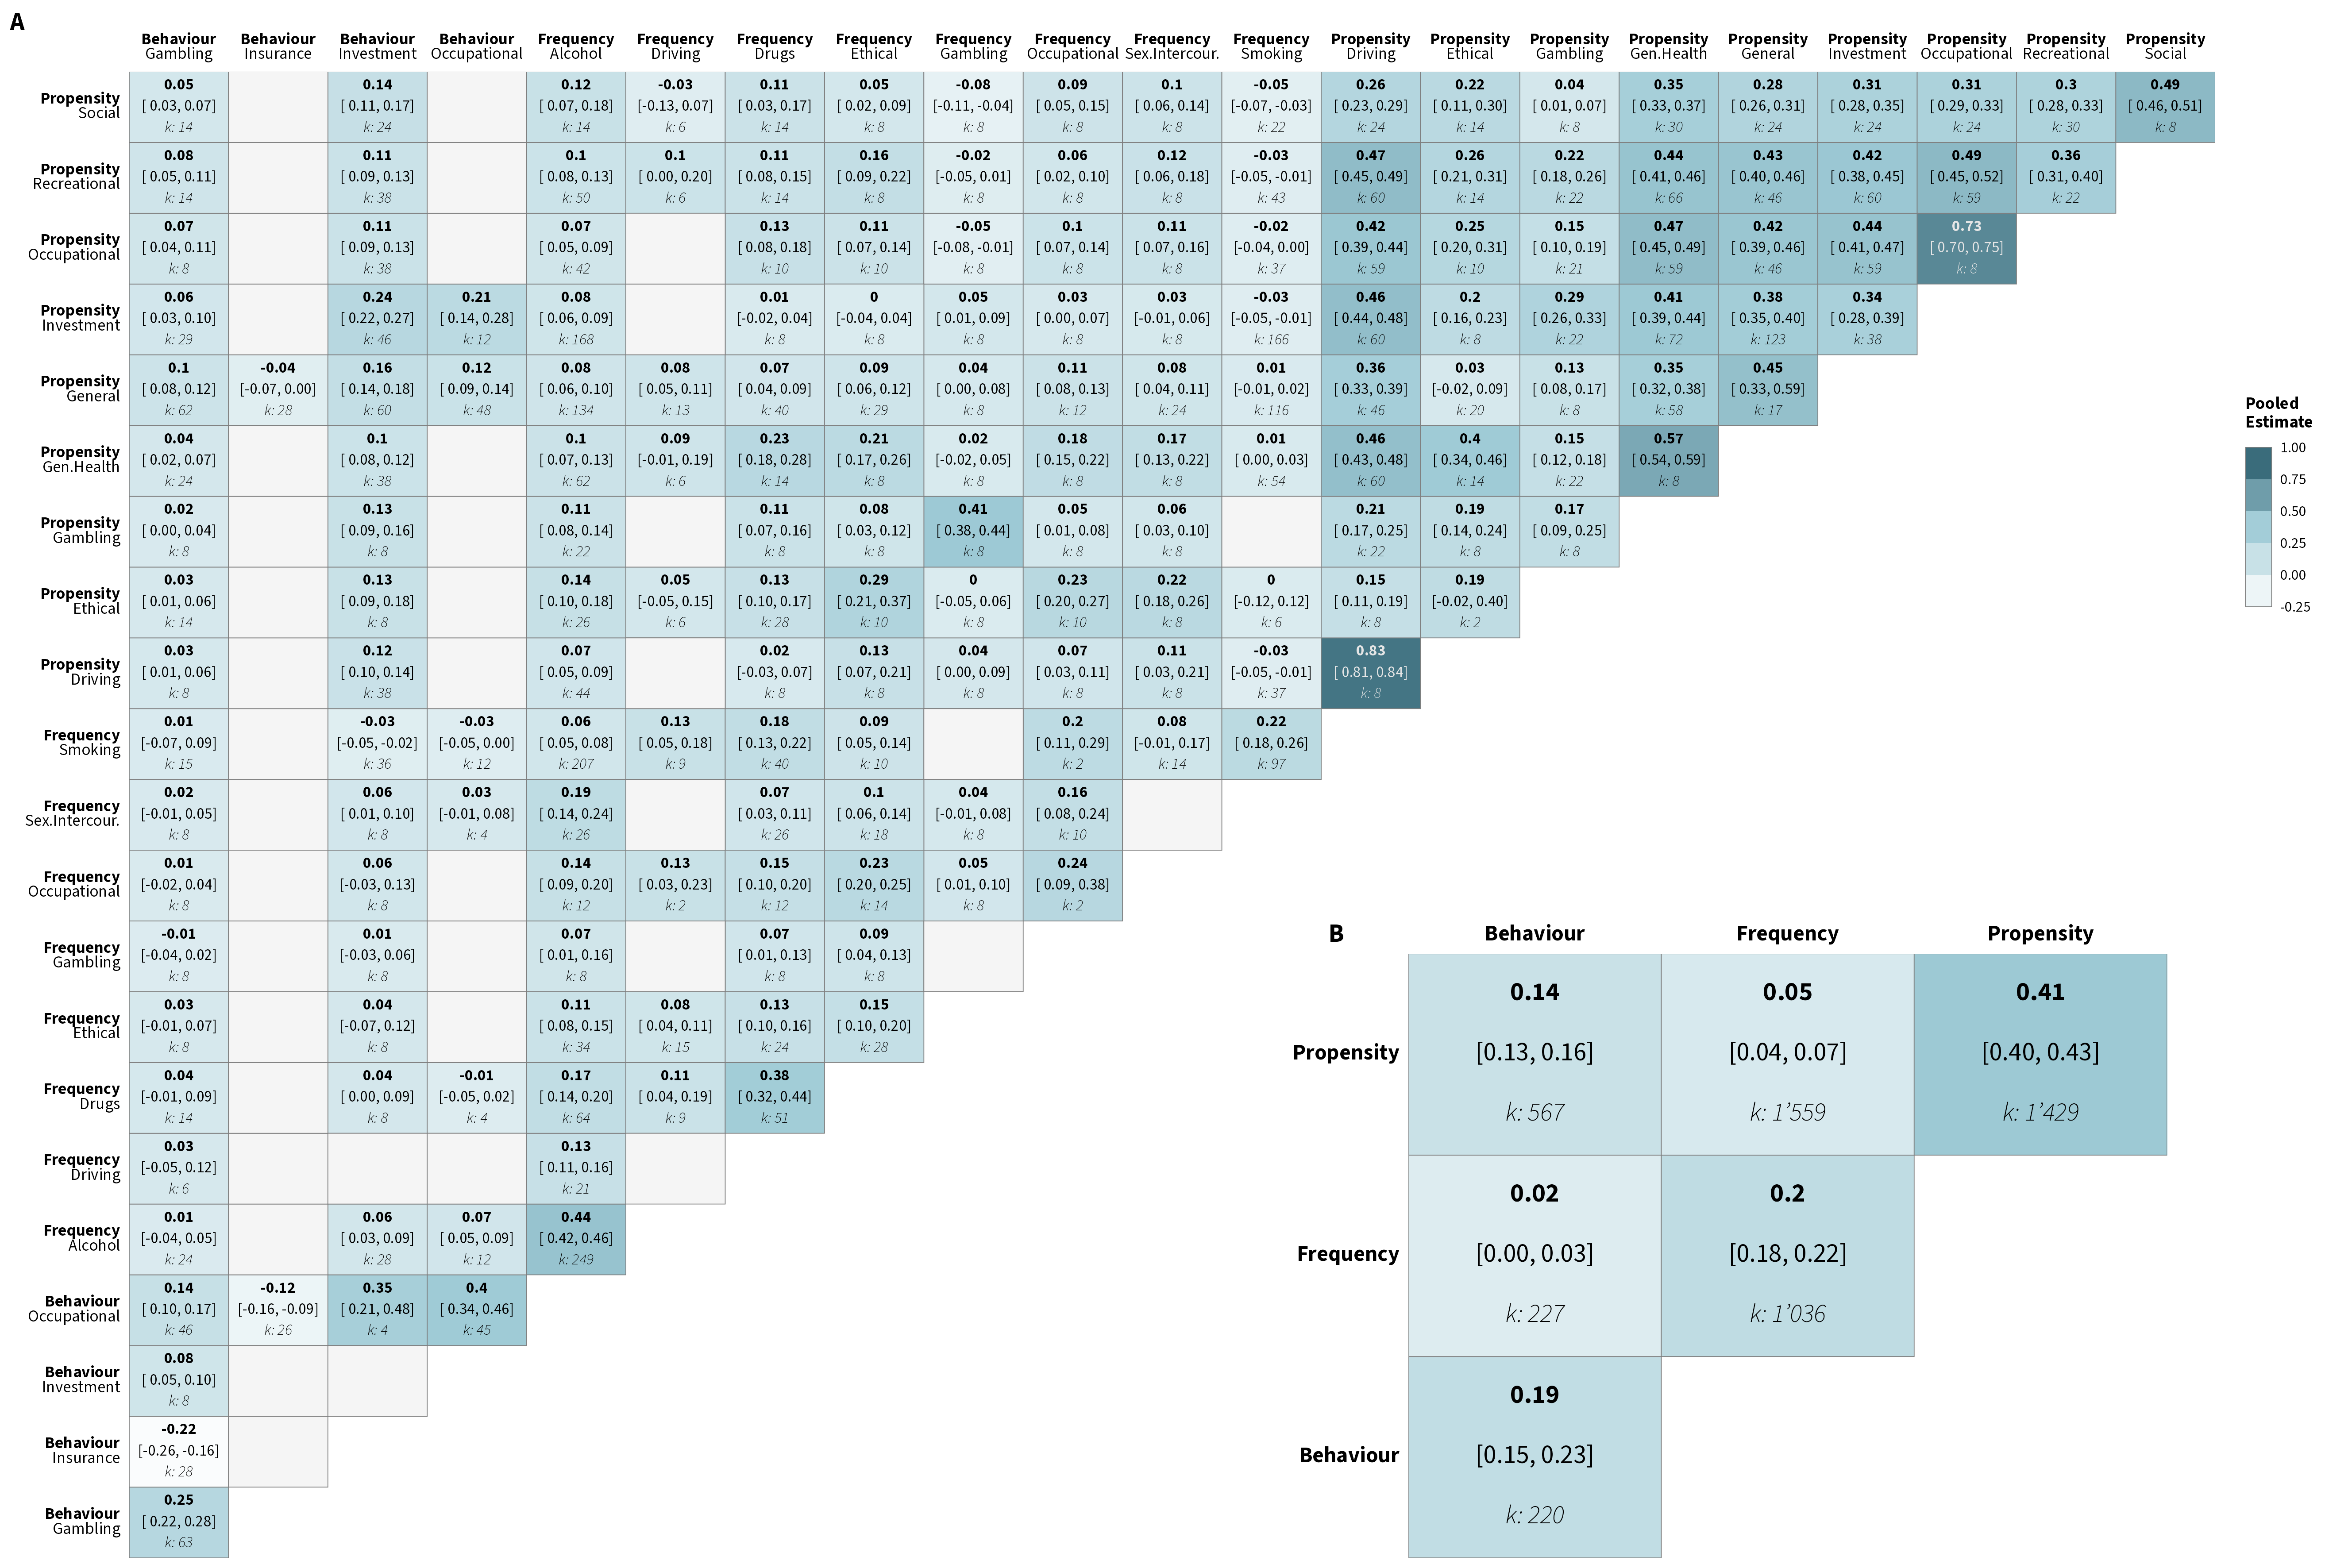 A
Behaviour Behaviour Behaviour Behaviour Frequency Frequency Frequency Frequency Frequency Frequency Frequency Frequency Propensity Propensity Propensity Propensity Propensity Propensity Propensity Propensity Propensity
Gambling Insurance Investment Occupational Alcohol Driving Drugs Ethical Gambling Occupational Sex.Intercour. Smoking Driving Ethical Gambling Gen.Health General Investment Occupational Recreational Social
0.05 0.14 0.12 -0.03 0.11 0.05 -0.08 0.09 0.1 -0.05 0.26 0.22 0.04 0.35 0.28 0.31 0.31 0.3 0.49
Propensity
Social
[ 0.03, 0.07] [ 0.11, 0.17] [ 0.07, 0.18] [-0.13, 0.07] [ 0.03, 0.17] [ 0.02, 0.09] [-0.11, -0.04] [ 0.05, 0.15] [ 0.06, 0.14] [-0.07, -0.03] [ 0.23, 0.29] [ 0.11, 0.30] [ 0.01, 0.07] [ 0.33, 0.37] [ 0.26, 0.31] [ 0.28, 0.35] [ 0.29, 0.33] [ 0.28, 0.33] [ 0.46, 0.51]
k: 14 k: 24 k: 14 k: 6 k: 14 k: 8 k: 8 k: 8 k: 8 k: 22 k: 24 k: 14 k: 8 k: 30 k: 24 k: 24 k: 24 k: 30 k: 8
0.08 0.11 0.1 0.1 0.11 0.16 -0.02 0.06 0.12 -0.03 0.47 0.26 0.22 0.44 0.43 0.42 0.49 0.36
Propensity
Recreational
[ 0.05, 0.11] [ 0.09, 0.13] [ 0.08, 0.13] [ 0.00, 0.20] [ 0.08, 0.15] [ 0.09, 0.22] [-0.05, 0.01] [ 0.02, 0.10] [ 0.06, 0.18] [-0.05, -0.01] [ 0.45, 0.49] [ 0.21, 0.31] [ 0.18, 0.26] [ 0.41, 0.46] [ 0.40, 0.46] [ 0.38, 0.45] [ 0.45, 0.52] [ 0.31, 0.40]
k: 14 k: 38 k: 50 k: 6 k: 14 k: 8 k: 8 k: 8 k: 8 k: 43 k: 60 k: 14 k: 22 k: 66 k: 46 k: 60 k: 59 k: 22
0.07 0.11 0.07 0.13 0.11 -0.05 0.1 0.11 -0.02 0.42 0.25 0.15 0.47 0.42 0.44 0.73
Propensity
Occupational
[ 0.04, 0.11] [ 0.09, 0.13] [ 0.05, 0.09] [ 0.08, 0.18] [ 0.07, 0.14] [-0.08, -0.01] [ 0.07, 0.14] [ 0.07, 0.16] [-0.04, 0.00] [ 0.39, 0.44] [ 0.20, 0.31] [ 0.10, 0.19] [ 0.45, 0.49] [ 0.39, 0.46] [ 0.41, 0.47] [ 0.70, 0.75]
k: 8 k: 38 k: 42 k: 10 k: 10 k: 8 k: 8 k: 8 k: 37 k: 59 k: 10 k: 21 k: 59 k: 46 k: 59 k: 8
0.06 0.24 0.21 0.08 0.01 0 0.05 0.03 0.03 -0.03 0.46 0.2 0.29 0.41 0.38 0.34
Propensity
Investment
[ 0.03, 0.10] [ 0.22, 0.27] [ 0.14, 0.28] [ 0.06, 0.09] [-0.02, 0.04] [-0.04, 0.04] [ 0.01, 0.09] [ 0.00, 0.07] [-0.01, 0.06] [-0.05, -0.01] [ 0.44, 0.48] [ 0.16, 0.23] [ 0.26, 0.33] [ 0.39, 0.44] [ 0.35, 0.40] [ 0.28, 0.39]
k: 29 k: 46 k: 12 k: 168 k: 8 k: 8 k: 8 k: 8 k: 8 k: 166 k: 60 k: 8 k: 22 k: 72 k: 123 k: 38
0.1 -0.04 0.16 0.12 0.08 0.08 0.07 0.09 0.04 0.11 0.08 0.01 0.36 0.03 0.13 0.35 0.45
Propensity
General
[ 0.08, 0.12] [-0.07, 0.00] [ 0.14, 0.18] [ 0.09, 0.14] [ 0.06, 0.10] [ 0.05, 0.11] [ 0.04, 0.09] [ 0.06, 0.12] [ 0.00, 0.08] [ 0.08, 0.13] [ 0.04, 0.11] [-0.01, 0.02] [ 0.33, 0.39] [-0.02, 0.09] [ 0.08, 0.17] [ 0.32, 0.38] [ 0.33, 0.59]
k: 62 k: 28 k: 60 k: 48 k: 134 k: 13 k: 40 k: 29 k: 8 k: 12 k: 24 k: 116 k: 46 k: 20 k: 8 k: 58 k: 17
0.04 0.1 0.1 0.09 0.23 0.21 0.02 0.18 0.17 0.01 0.46 0.4 0.15 0.57
Propensity
Gen.Health
[ 0.02, 0.07] [ 0.08, 0.12] [ 0.07, 0.13] [-0.01, 0.19] [ 0.18, 0.28] [ 0.17, 0.26] [-0.02, 0.05] [ 0.15, 0.22] [ 0.13, 0.22] [ 0.00, 0.03] [ 0.43, 0.48] [ 0.34, 0.46] [ 0.12, 0.18] [ 0.54, 0.59]
k: 24 k: 38 k: 62 k: 6 k: 14 k: 8 k: 8 k: 8 k: 8 k: 54 k: 60 k: 14 k: 22 k: 8
0.02 0.13 0.11 0.11 0.08 0.41 0.05 0.06 0.21 0.19 0.17
Propensity
Gambling
[ 0.00, 0.04] [ 0.09, 0.16] [ 0.08, 0.14] [ 0.07, 0.16] [ 0.03, 0.12] [ 0.38, 0.44] [ 0.01, 0.08] [ 0.03, 0.10] [ 0.17, 0.25] [ 0.14, 0.24] [ 0.09, 0.25]
k: 8 k: 8 k: 22 k: 8 k: 8 k: 8 k: 8 k: 8 k: 22 k: 8 k: 8
0.03 0.13 0.14 0.05 0.13 0.29 0 0.23 0.22 0 0.15 0.19
Propensity
Ethical
[ 0.01, 0.06] [ 0.09, 0.18] [ 0.10, 0.18] [-0.05, 0.15] [ 0.10, 0.17] [ 0.21, 0.37] [-0.05, 0.06] [ 0.20, 0.27] [ 0.18, 0.26] [-0.12, 0.12] [ 0.11, 0.19] [-0.02, 0.40]
k: 14 k: 8 k: 26 k: 6 k: 28 k: 10 k: 8 k: 10 k: 8 k: 6 k: 8 k: 2
0.03 0.12 0.07 0.02 0.13 0.04 0.07 0.11 -0.03 0.83
Propensity
Driving
[ 0.01, 0.06] [ 0.10, 0.14] [ 0.05, 0.09] [-0.03, 0.07] [ 0.07, 0.21] [ 0.00, 0.09] [ 0.03, 0.11] [ 0.03, 0.21] [-0.05, -0.01] [ 0.81, 0.84]
k: 8 k: 38 k: 44 k: 8 k: 8 k: 8 k: 8 k: 8 k: 37 k: 8
0.01 -0.03 -0.03 0.06 0.13 0.18 0.09 0.2 0.08 0.22
Frequency
Smoking
[-0.07, 0.09] [-0.05, -0.02] [-0.05, 0.00] [ 0.05, 0.08] [ 0.05, 0.18] [ 0.13, 0.22] [ 0.05, 0.14] [ 0.11, 0.29] [-0.01, 0.17] [ 0.18, 0.26]
k: 15 k: 36 k: 12 k: 207 k: 9 k: 40 k: 10 k: 2 k: 14 k: 97
0.02 0.06 0.03 0.19 0.07 0.1 0.04 0.16
Frequency
Sex.Intercour.
[-0.01, 0.05] [ 0.01, 0.10] [-0.01, 0.08] [ 0.14, 0.24] [ 0.03, 0.11] [ 0.06, 0.14] [-0.01, 0.08] [ 0.08, 0.24]
k: 8 k: 8 k: 4 k: 26 k: 26 k: 18 k: 8 k: 10
0.01 0.06 0.14 0.13 0.15 0.23 0.05 0.24
Frequency
Occupational
[-0.02, 0.04] [-0.03, 0.13] [ 0.09, 0.20] [ 0.03, 0.23] [ 0.10, 0.20] [ 0.20, 0.25] [ 0.01, 0.10] [ 0.09, 0.38]
k: 8 k: 8 k: 12 k: 2 k: 12 k: 14 k: 8 k: 2
-0.01 0.01 0.07 0.07 0.09
Frequency
Gambling
[-0.04, 0.02] [-0.03, 0.06] [ 0.01, 0.16] [ 0.01, 0.13] [ 0.04, 0.13]
k: 8 k: 8 k: 8 k: 8 k: 8
0.03 0.04 0.11 0.08 0.13 0.15
Frequency
Ethical
[-0.01, 0.07] [-0.07, 0.12] [ 0.08, 0.15] [ 0.04, 0.11] [ 0.10, 0.16] [ 0.10, 0.20]
k: 8 k: 8 k: 34 k: 15 k: 24 k: 28
0.04 0.04 -0.01 0.17 0.11 0.38
Frequency
Drugs
[-0.01, 0.09] [ 0.00, 0.09] [-0.05, 0.02] [ 0.14, 0.20] [ 0.04, 0.19] [ 0.32, 0.44]
k: 14 k: 8 k: 4 k: 64 k: 9 k: 51
0.03 0.13
Frequency
Driving
[-0.05, 0.12] [ 0.11, 0.16]
k: 6 k: 21
0.01 0.06 0.07 0.44
Frequency
Alcohol
[-0.04, 0.05] [ 0.03, 0.09] [ 0.05, 0.09] [ 0.42, 0.46]
k: 24 k: 28 k: 12 k: 249
0.14 -0.12 0.35 0.4
Behaviour
Occupational
[ 0.10, 0.17] [-0.16, -0.09] [ 0.21, 0.48] [ 0.34, 0.46]
k: 46 k: 26 k: 4 k: 45
0.08
Behaviour
Investment
[ 0.05, 0.10]
k: 8
-0.22
Behaviour
Insurance
[-0.26, -0.16]
k: 28
0.25
Behaviour
Gambling
[ 0.22, 0.28]
k: 63
Pooled
Estimate
1.00
0.75
0.50
0.25
0.00
-0.25
B
Behaviour Frequency Propensity
0.14 0.05 0.41
Propensity [0.13, 0.16] [0.04, 0.07] [0.40, 0.43]
k: 567 k: 1’559 k: 1’429
0.02 0.2
Frequency [0.00, 0.03] [0.18, 0.22]
k: 227 k: 1’036
0.19
Behaviour [0.15, 0.23]
k: 220